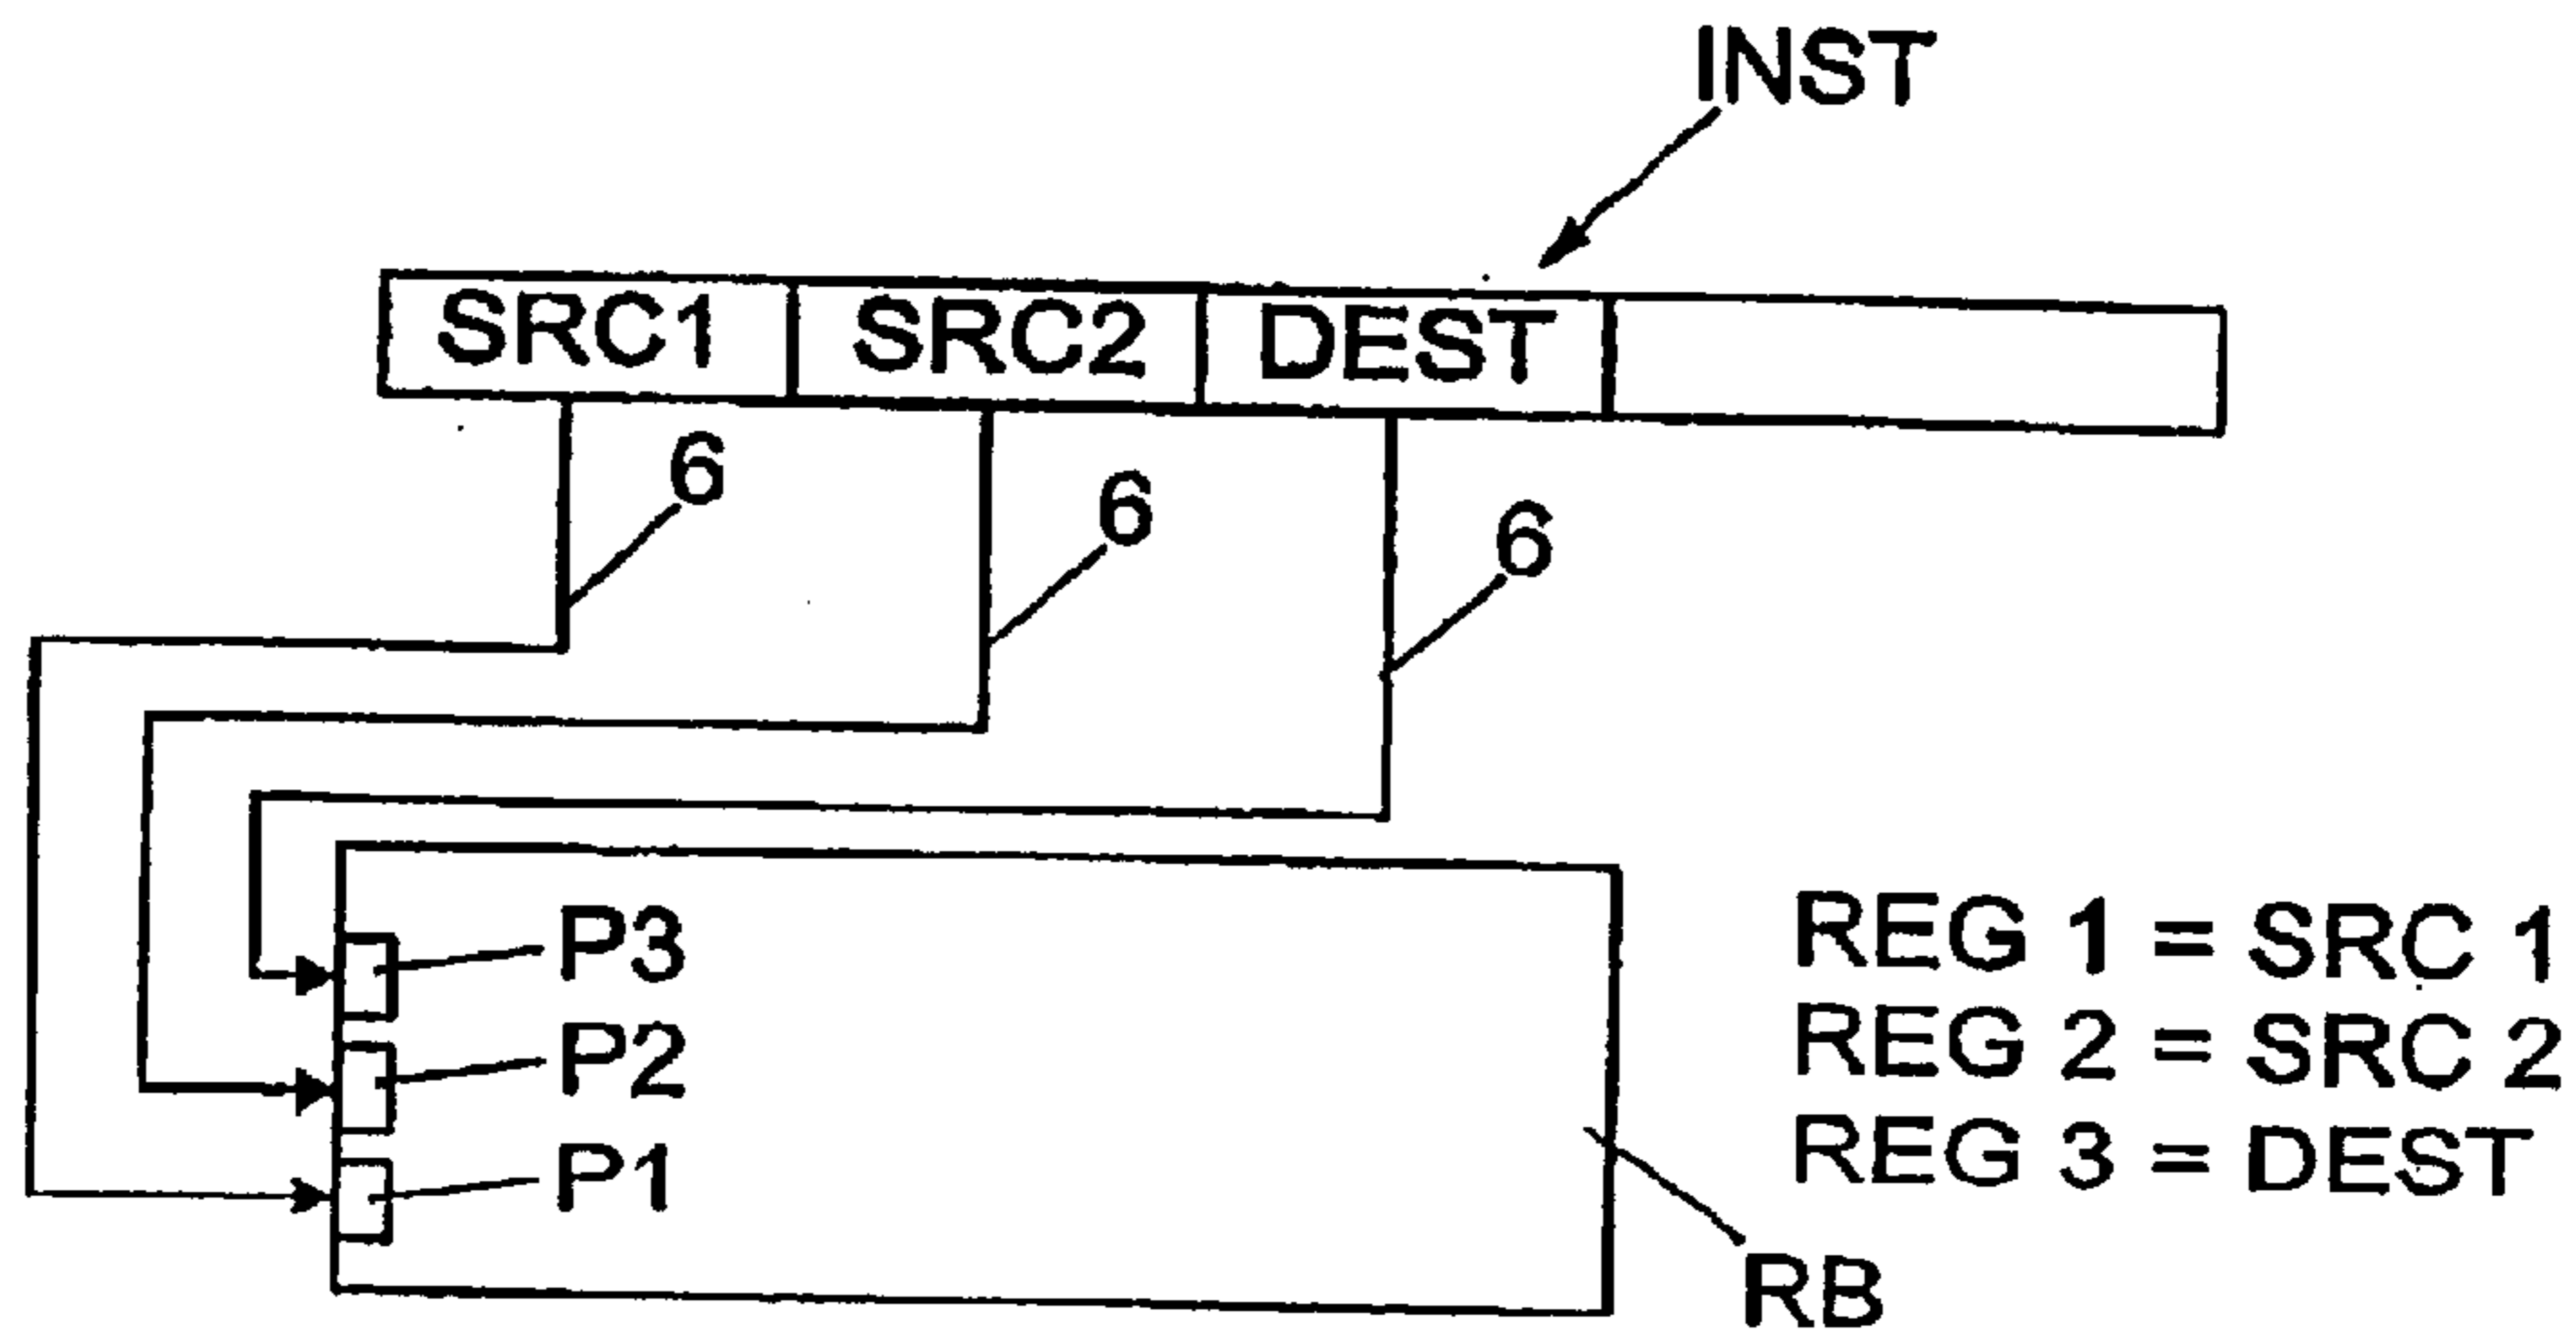 INST
SRC1 SRC2 DEST
6
6
6
P3
P2
P1
REG 1 = SRC 1
REG 2 = SRC 2
REG 3 = DEST
RB